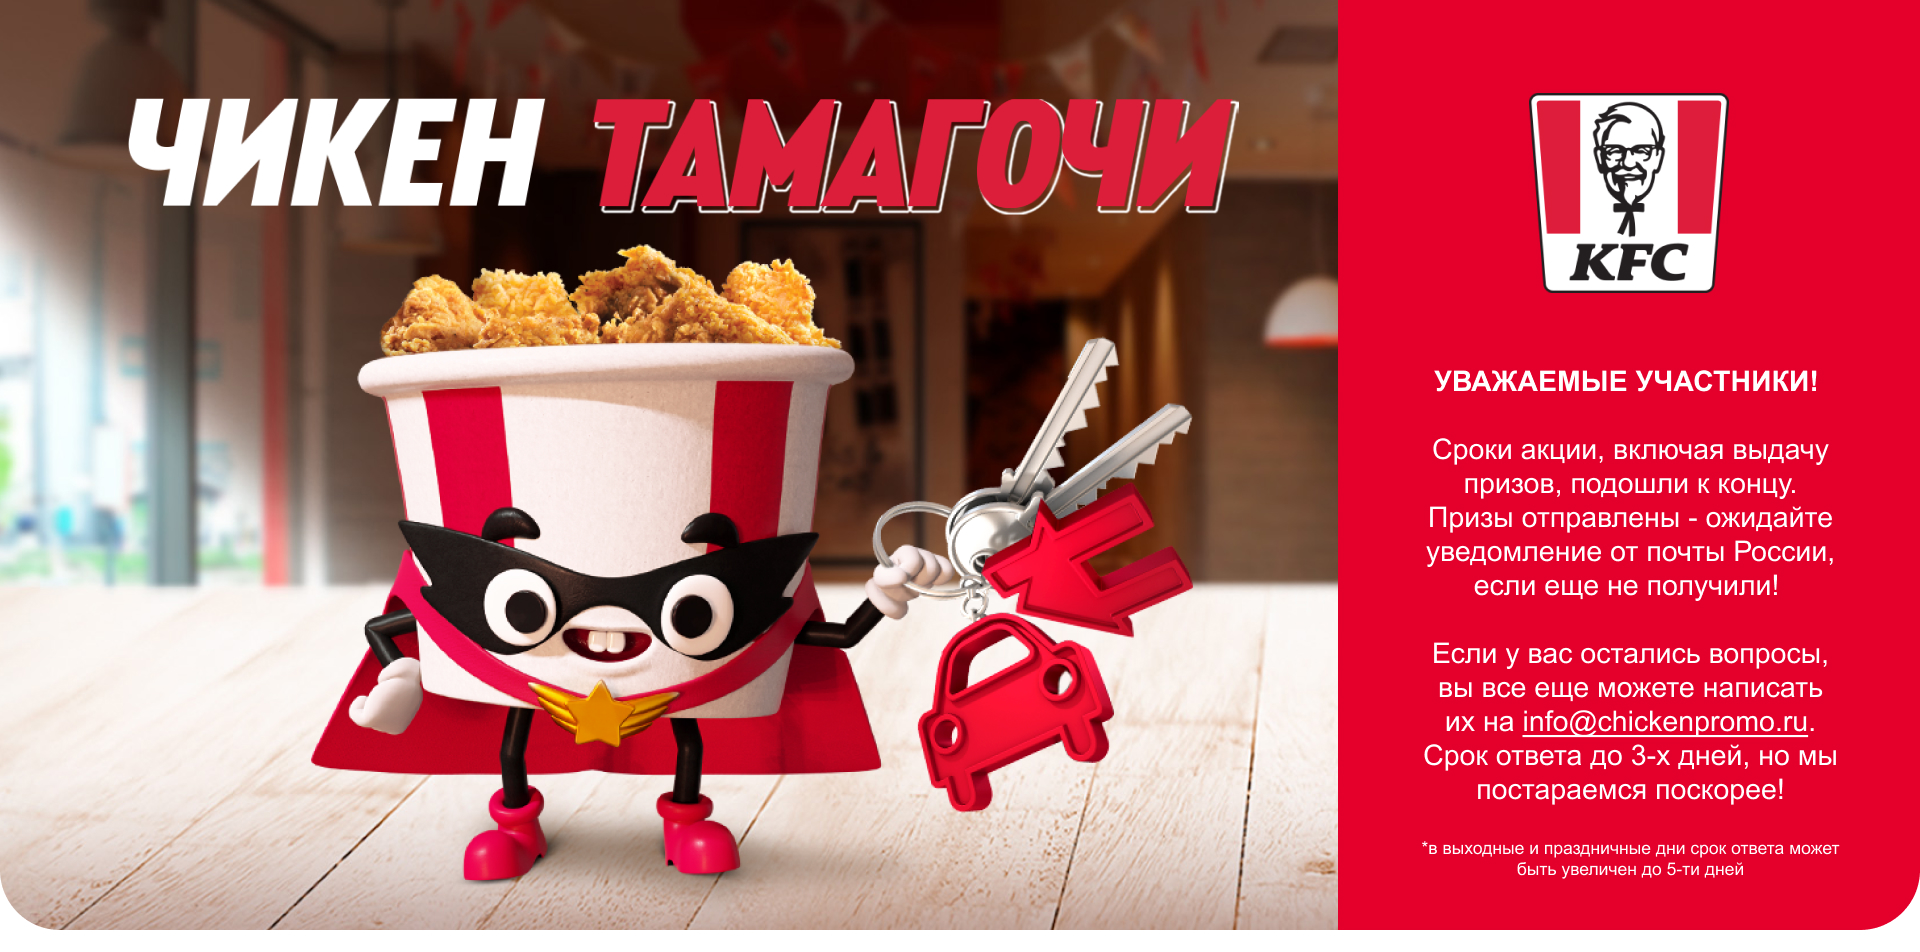 ЧИКЕН ТАМАГОЧИ
KFC
УВАЖАЕМЫЕ УЧАСТНИКИ!
Сроки акции, включая выдачу
призов, подошли к концу.
Призы отправлены - ожидайте
уведомление от почты России,
если еще не получили!
Если у вас остались вопросы,
вы все еще можете написать
их на info@chickenpromo.ru.
Срок ответа до 3-х дней, но мы
постараемся поскорее!
*в выходные и праздничные дни срок ответа может
быть увеличен до 5-ти дней